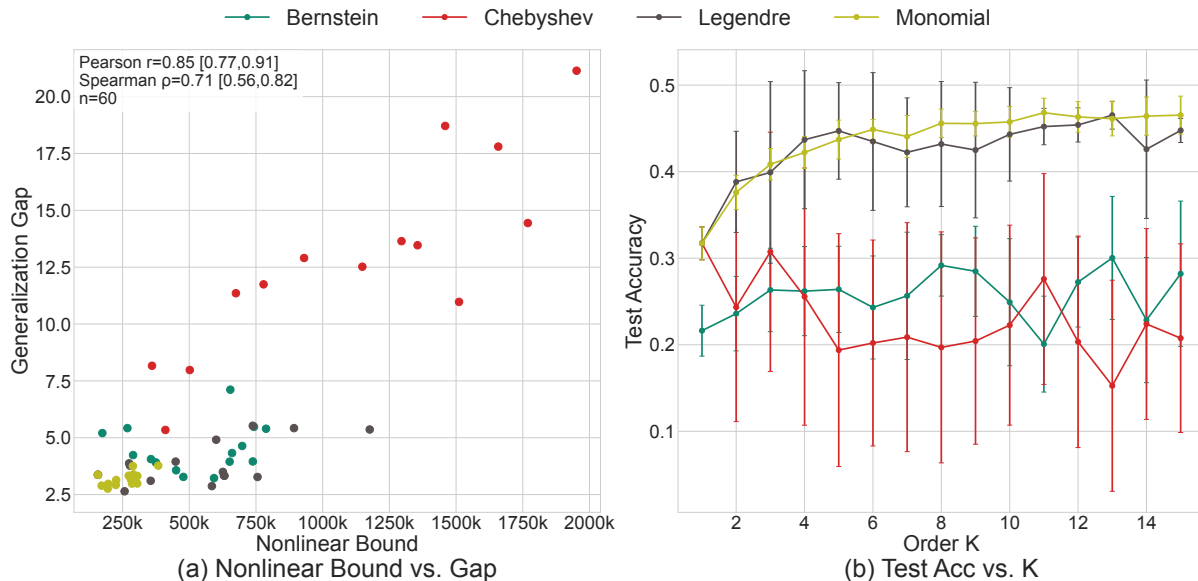 Bernstein Chebyshev Legendre Monomial
Pearson r=0.85 [0.77,0.91]
Spearman ρ=0.71 [0.56,0.82]
n=60
Generalization Gap
20.0
17.5
15.0
12.5
10.0
7.5
5.0
2.5
250k 500k 750k 1000k 1250k 1500k 1750k 2000k
Nonlinear Bound
(a) Nonlinear Bound vs. Gap
Test Accuracy
0.5
0.4
0.3
0.2
0.1
2 4 6 8 10 12 14
Order K
(b) Test Acc vs. K